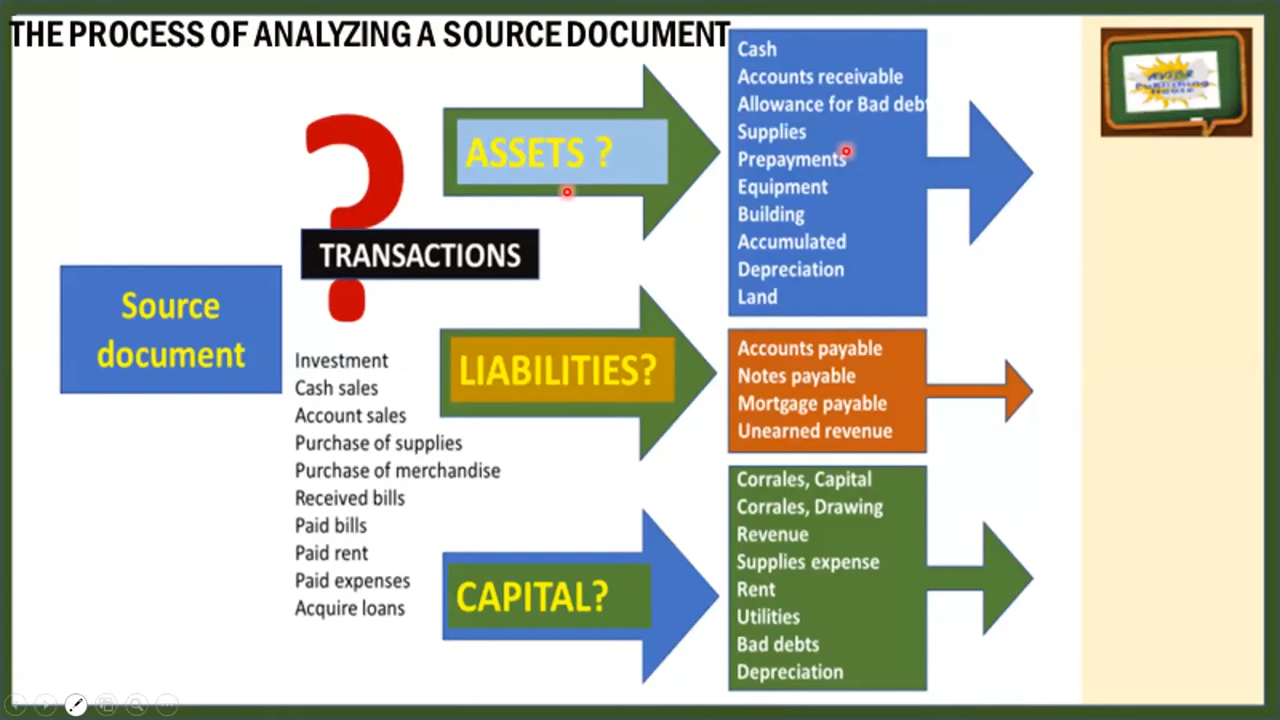 THE PROCESS OF ANALYZING A SOURCE DOCUMENT
Source
document
TRANSACTIONS
Investment
Cash sales
Account sales
Purchase of supplies
Purchase of merchandise
Received bills
Paid bills
Paid rent
Paid expenses
Acquire loans
ASSETS ?
LIABILITIES?
CAPITAL?
Cash
Accounts receivable
Allowance for Bad debt
Supplies
Prepayments
Equipment
Building
Accumulated
Depreciation
Land
Accounts payable
Notes payable
Mortgage payable
Unearned revenue
Corrales, Capital
Corrales, Drawing
Revenue
Supplies expense
Rent
Utilities
Bad debts
Depreciation
Publishing
House